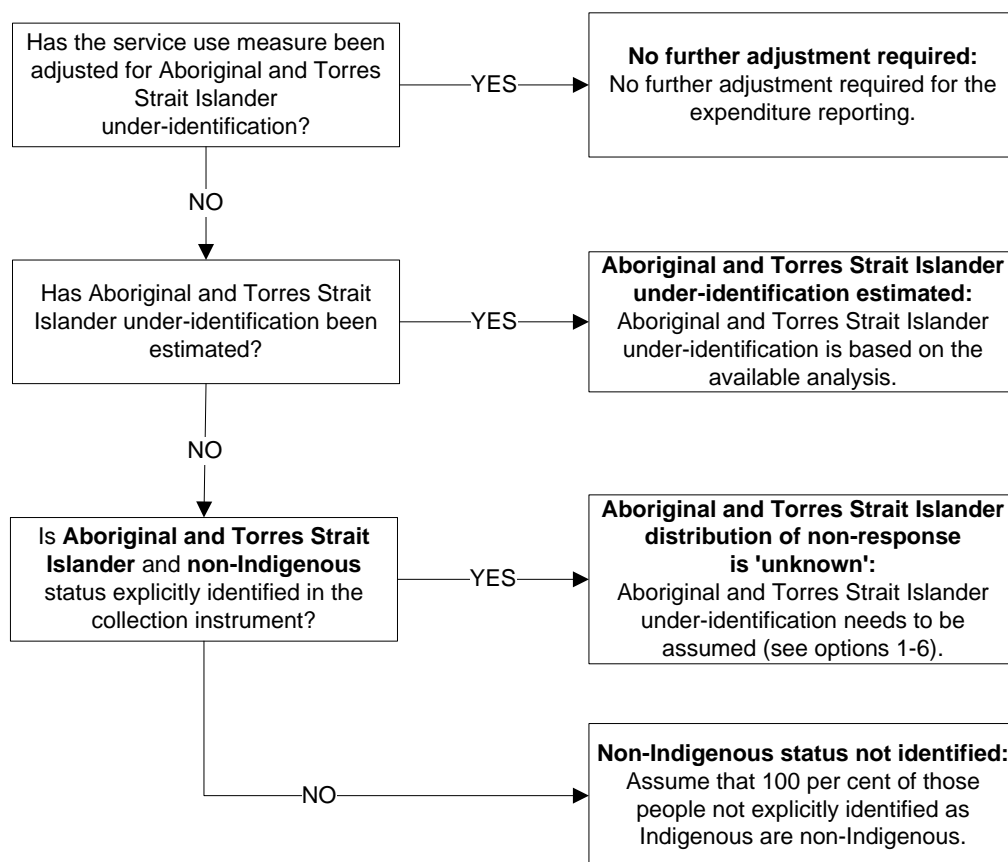 Has the service use measure been
adjusted for Aboriginal and Torres
Strait Islander
under-identification?
YES
No further adjustment required:
No further adjustment required for the
expenditure reporting.
NO
Has Aboriginal and Torres Strait
Islander under-identification been
estimated?
YES
Aboriginal and Torres Strait Islander
under-identification estimated:
Aboriginal and Torres Strait Islander
under-identification is based on the
available analysis.
NO
Is Aboriginal and Torres Strait
Islander and non-Indigenous
status explicitly identified in the
collection instrument?
YES
Aboriginal and Torres Strait Islander
distribution of non-response
is 'unknown':
Aboriginal and Torres Strait Islander
under-identification needs to be
assumed (see options 1-6).
NO
Non-Indigenous status not identified:
Assume that 100 per cent of those
people not explicitly identified as
Indigenous are non-Indigenous.